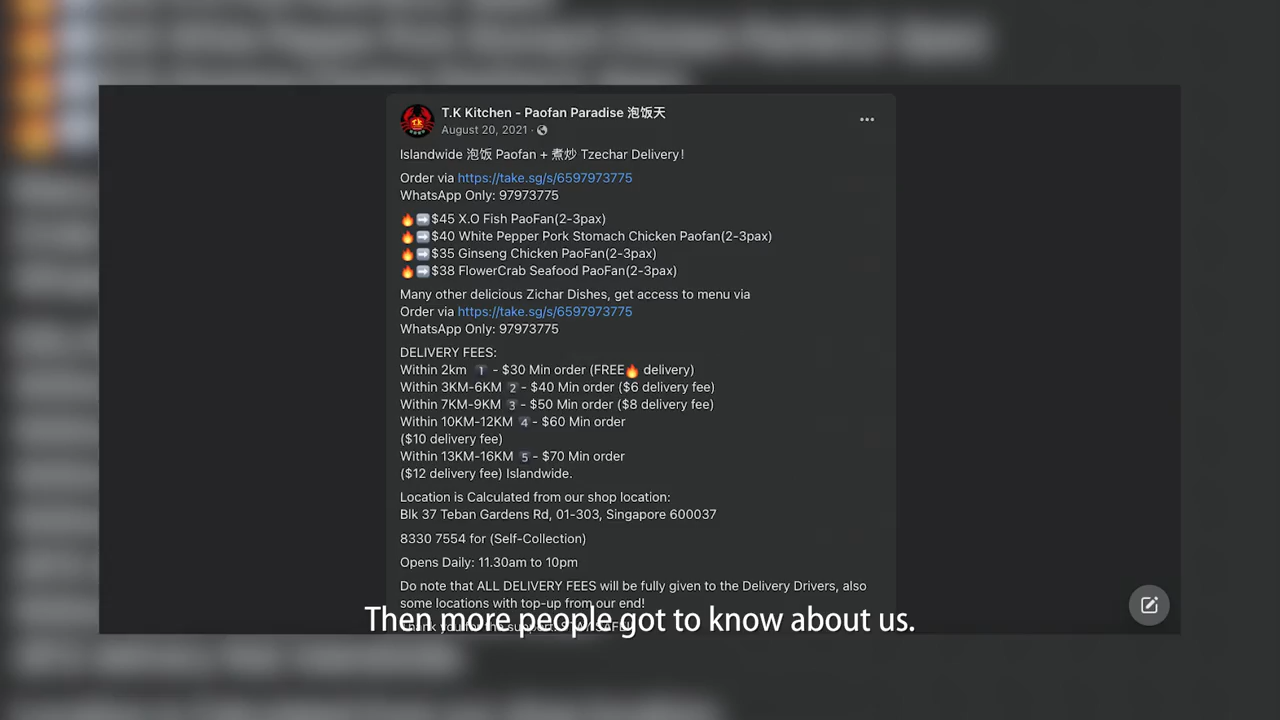 T.K Kitchen - Paofan Paradise 泡饭天
August 20, 2021 ·
Islandwide 泡饭 Paofan + 煮炒 Tzechar Delivery!
Order via https://take.sg/s/6597973775
WhatsApp Only: 97973775
🔥➡️$45 X.O Fish PaoFan(2-3pax)
🔥➡️$40 White Pepper Pork Stomach Chicken Paofan(2-3pax)
🔥➡️$35 Ginseng Chicken PaoFan(2-3pax)
🔥➡️$38 FlowerCrab Seafood PaoFan(2-3pax)
Many other delicious Zichar Dishes, get access to menu via
Order via https://take.sg/s/6597973775
WhatsApp Only: 97973775
DELIVERY FEES:
Within 2km 1 - $30 Min order (FREE🔥 delivery)
Within 3KM-6KM 2 - $40 Min order ($6 delivery fee)
Within 7KM-9KM 3 - $50 Min order ($8 delivery fee)
Within 10KM-12KM 4 - $60 Min order
($10 delivery fee)
Within 13KM-16KM 5 - $70 Min order
($12 delivery fee) Islandwide.
Location is Calculated from our shop location:
Blk 37 Teban Gardens Rd, 01-303, Singapore 600037
8330 7554 for (Self-Collection)
Opens Daily: 11.30am to 10pm
Do note that ALL DELIVERY FEES will be fully given to the Delivery Drivers, also
some locations with top-up from our end!
Then more people got to know about us.